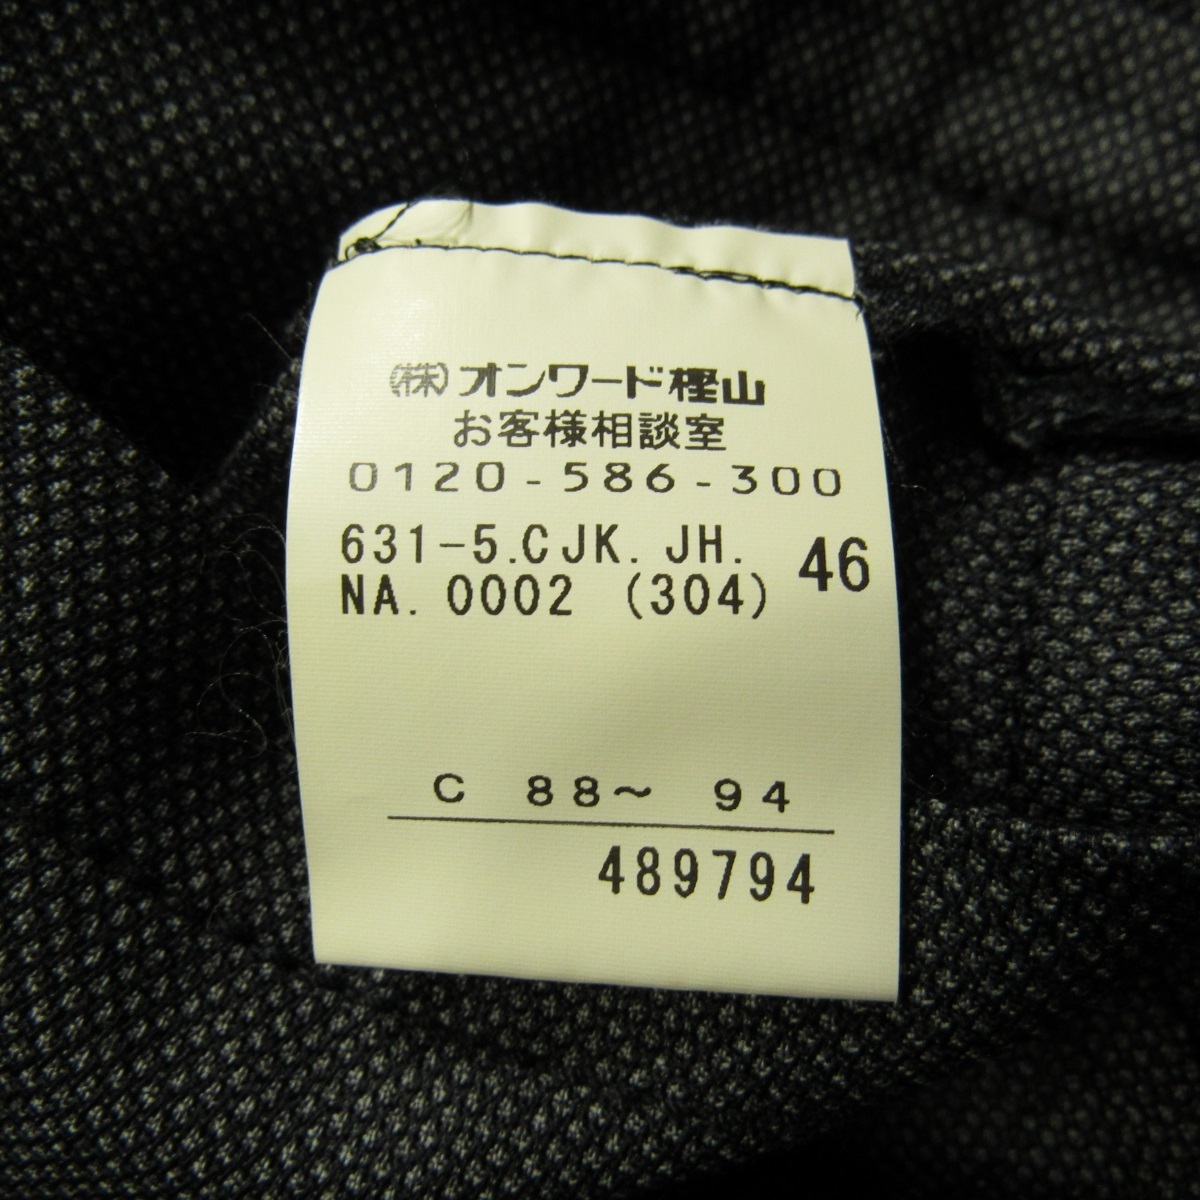 ㈱オンワード樫山
お客様相談室
0120-586-300
631-5.CJK.JH. 46
NA.0002 (304)
C 88〜 94
489794